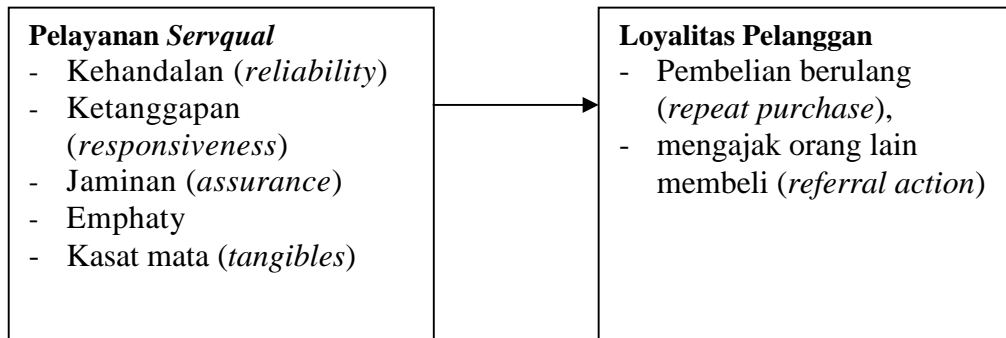 Pelayanan Servqual
- Kehandalan (reliability)
- Ketanggapan
(responsiveness)
- Jaminan (assurance)
- Emphaty
- Kasat mata (tangibles)
Loyalitas Pelanggan
- Pembelian berulang
(repeat purchase),
- mengajak orang lain
membeli (referral action)